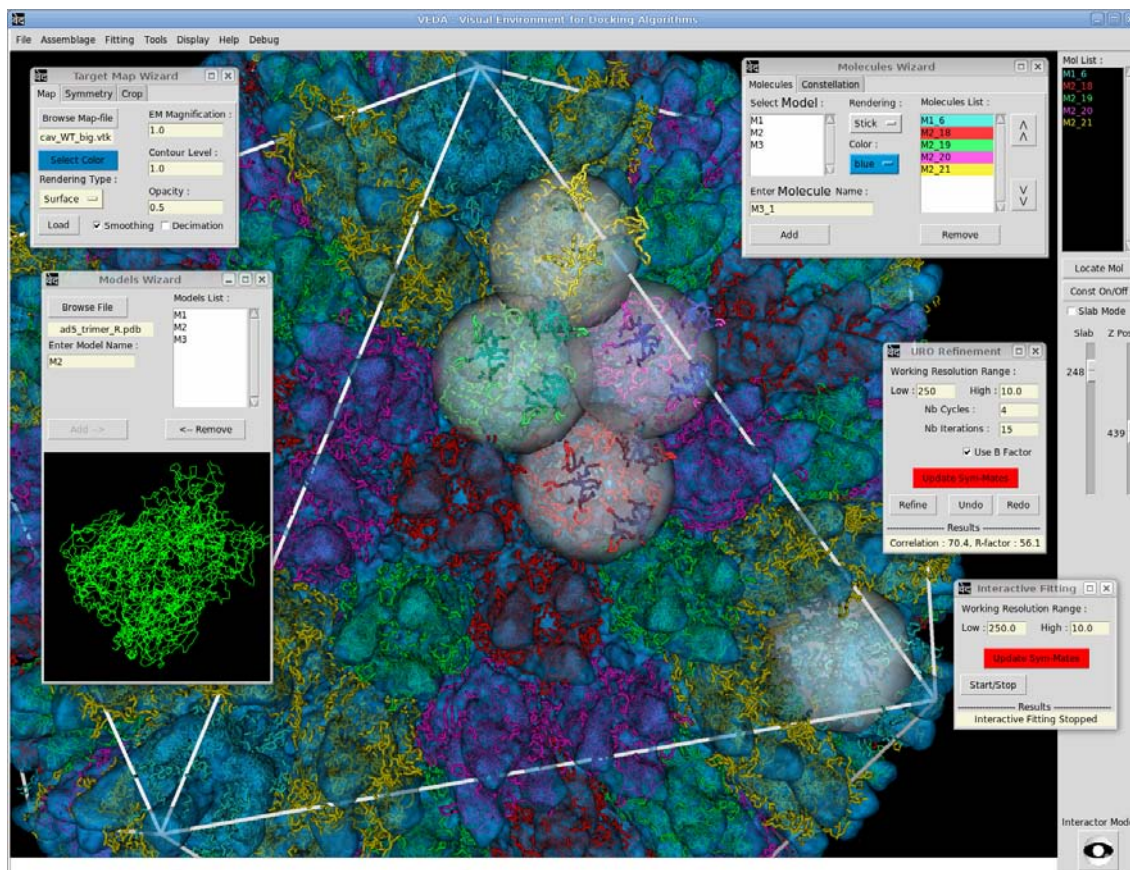 वेद VEDA - Visual Environment for Docking Algorithms
File Assemblage Fitting Tools Display Help Debug
वेद Target Map Wizard
Map Symmetry Crop
Browse Map-file
cav_WT_big.vtk
Select Color
Rendering Type :
Surface
Load
EM Magnification :
1.0
Contour Level :
1.0
Opacity :
0.5
Smoothing Decimation
वेद Models Wizard
Browse File
ad5_trimer_R.pdb
Enter Model Name :
M2
Add -->
Models List :
M1
M2
M3
<-- Remove
वेद Molecules Wizard
Molecules Constellation
Select Model :
M1
M2
M3
Rendering :
Stick
Color :
blue
Enter Molecule Name :
M3_1
Add
Molecules List :
M1_6
M2_18
M2_19
M2_20
M2_21
Remove
वेद URO Refinement
Working Resolution Range :
Low : 250 High : 10.0
Nb Cycles : 4
Nb Iterations : 15
Use B Factor
Update Sym-Mates
Refine Undo Redo
Results
Correlation : 70.4, R-factor : 56.1
वेद Interactive Fitting
Working Resolution Range :
Low : 250.0 High : 10.0
Update Sym-Mates
Start/Stop
Results
Interactive Fitting Stopped
Mol List :
M1_6
M2_18
M2_19
M2_20
M2_21
Locate Mol
Const On/Off
Slab Mode
Slab Z Pos
248
439
Interactor Mode